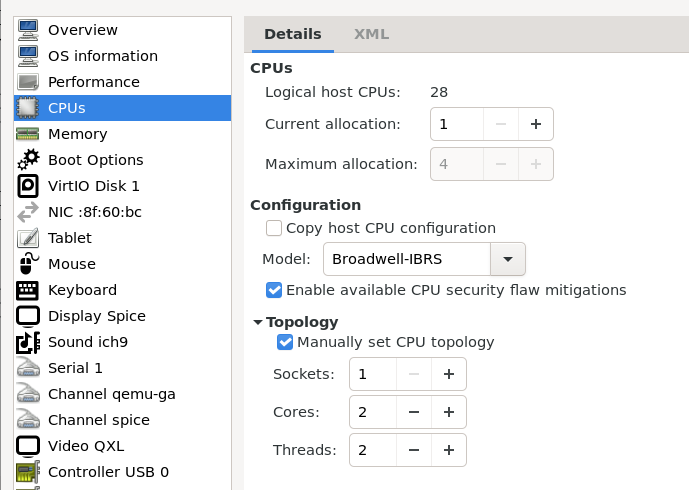 Overview
OS information
Performance
CPUs
Memory
Boot Options
VirtIO Disk 1
NIC :8f:60:bc
Tablet
Mouse
Keyboard
Display Spice
Sound ich9
Serial 1
Channel qemu-ga
Channel spice
Video QXL
Controller USB 0
Details XML
CPUs
Logical host CPUs: 28
Current allocation: 1
Maximum allocation: 4
Configuration
Copy host CPU configuration
Model: Broadwell-IBRS
Enable available CPU security flaw mitigations
Topology
Manually set CPU topology
Sockets: 1
Cores: 2
Threads: 2